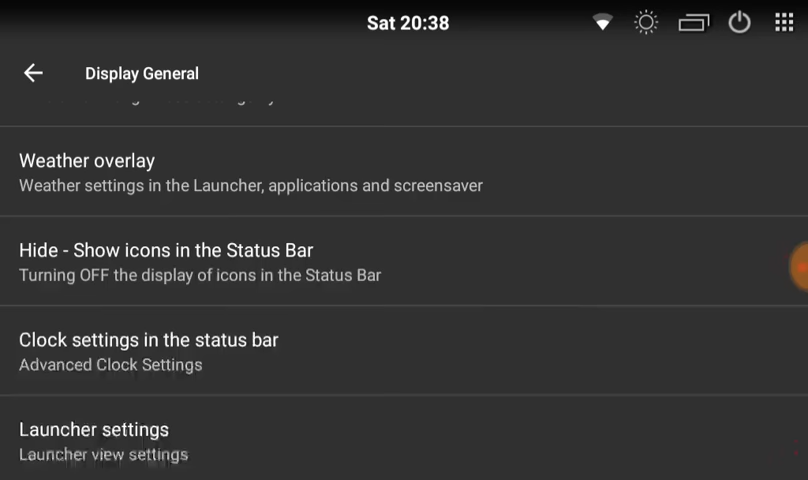 Sat 20:38
Display General
Weather overlay
Weather settings in the Launcher, applications and screensaver
Hide - Show icons in the Status Bar
Turning OFF the display of icons in the Status Bar
Clock settings in the status bar
Advanced Clock Settings
Launcher settings
Launcher view settings